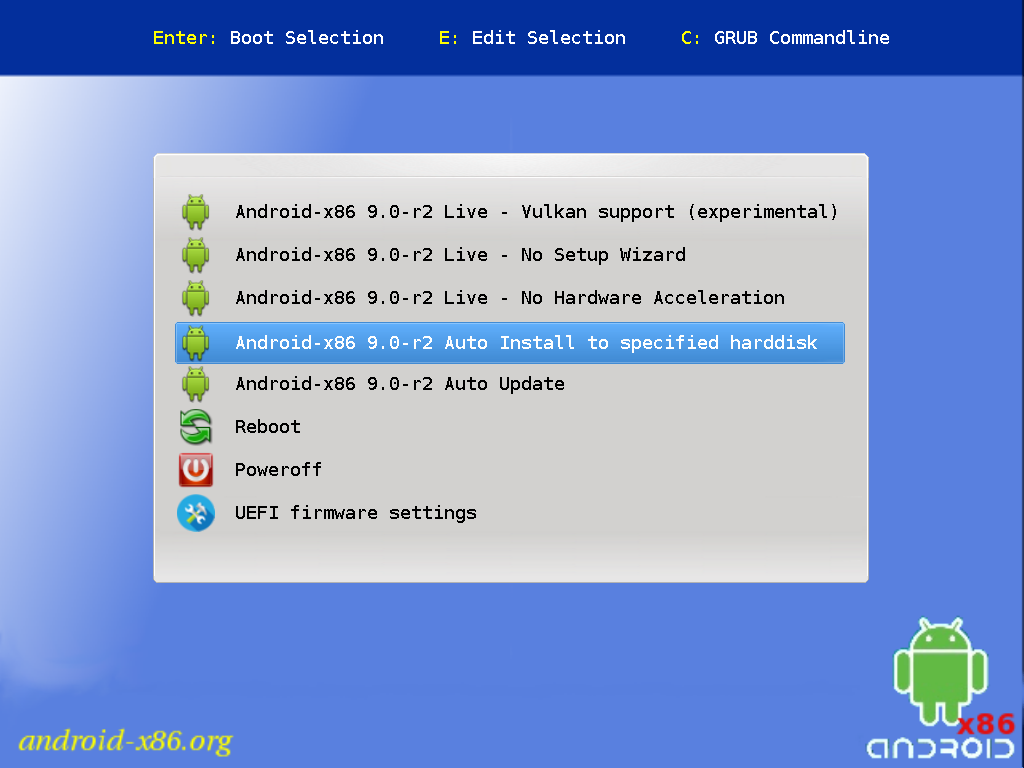 Enter: Boot Selection E: Edit Selection C: GRUB Commandline
Android-x86 9.0-r2 Live - Vulkan support (experimental)
Android-x86 9.0-r2 Live - No Setup Wizard
Android-x86 9.0-r2 Live - No Hardware Acceleration
Android-x86 9.0-r2 Auto Install to specified harddisk
Android-x86 9.0-r2 Auto Update
Reboot
Poweroff
UEFI firmware settings
x86
android-x86.org
ANDROID